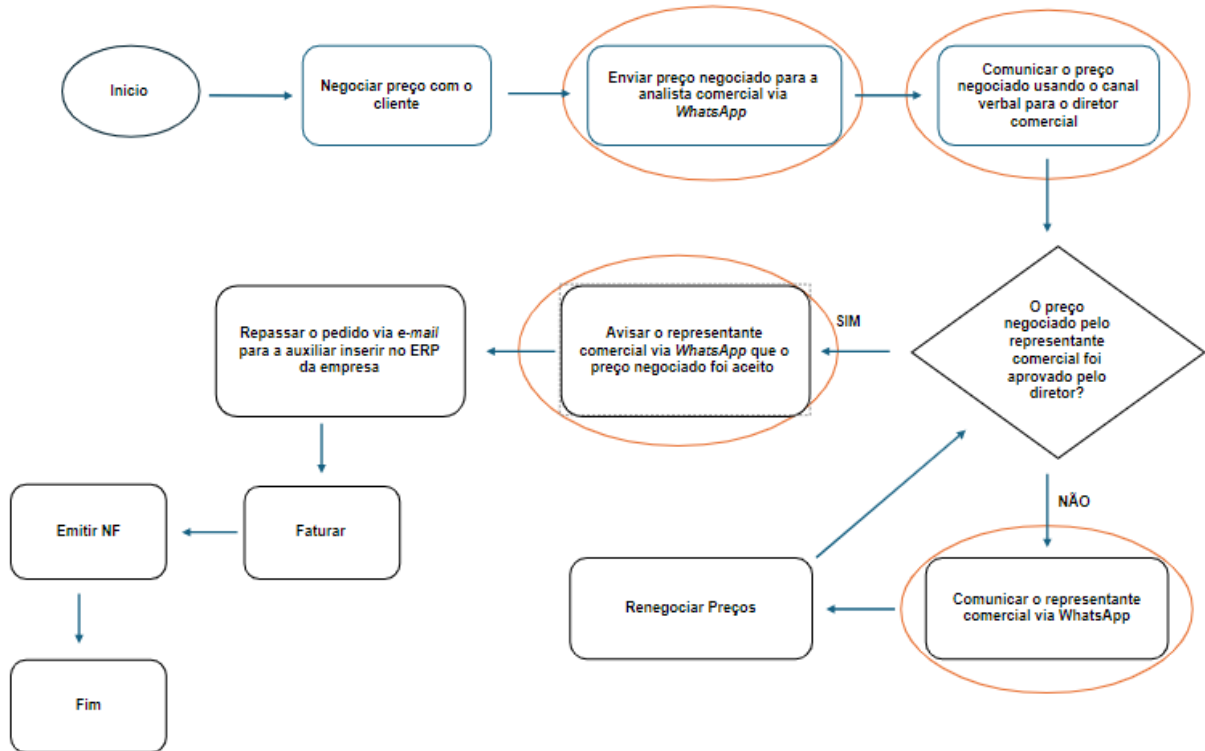 Inicio
Negociar preço com o
cliente
Enviar preço negociado para a
analista comercial via
WhatsApp
Comunicar o preço
negociado usando o canal
verbal para o diretor
comercial
O preço
negociado pelo
representante
comercial foi
aprovado pelo
diretor?
SIM
Avisar o representante
comercial via WhatsApp que o
preço negociado foi aceito
Repassar o pedido via e-mail
para a auxiliar inserir no ERP
da empresa
Faturar
Emitir NF
Fim
NÃO
Comunicar o representante
comercial via WhatsApp
Renegociar Preços